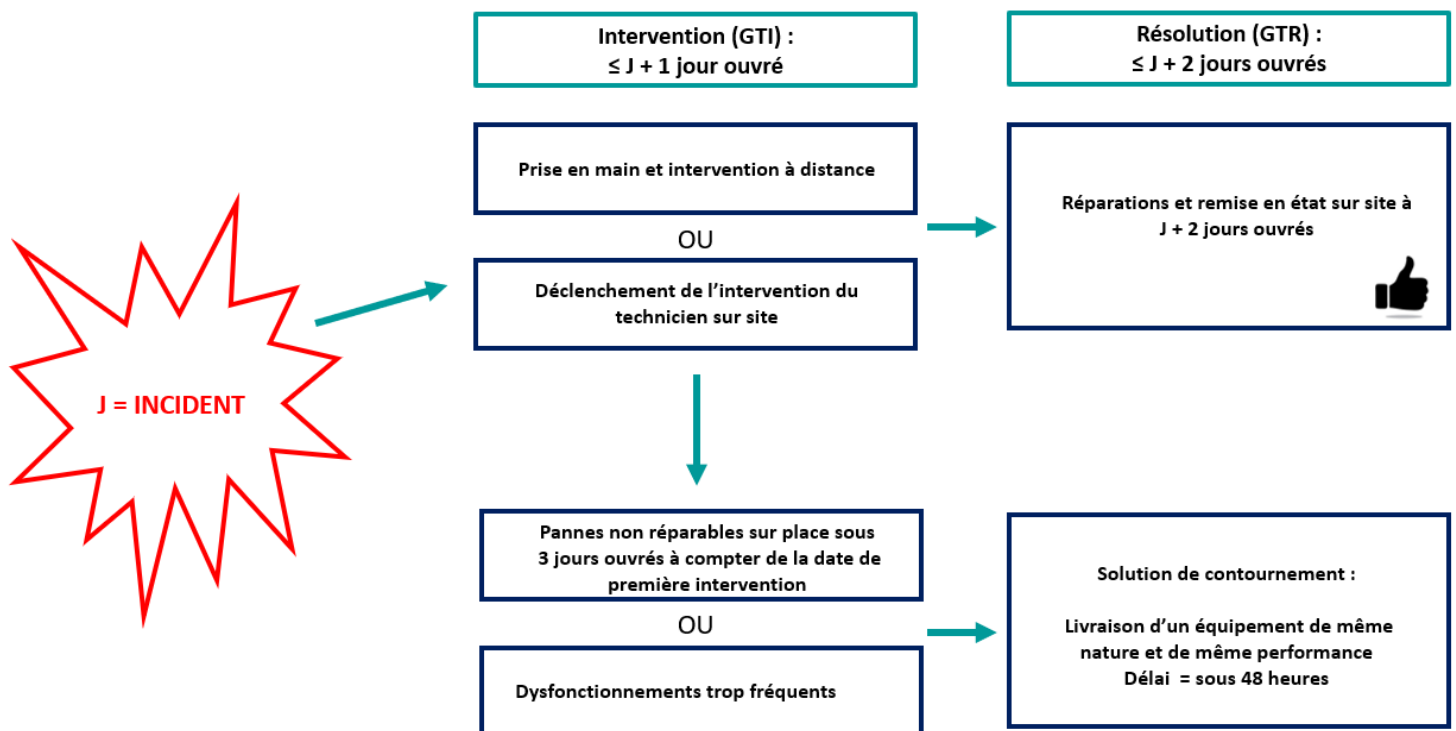 Intervention (GTI) :
≤ J + 1 jour ouvré
Résolution (GTR) :
≤ J + 2 jours ouvrés
Prise en main et intervention à distance
OU
Déclenchement de l’intervention du
technicien sur site
Réparations et remise en état sur site à
J + 2 jours ouvrés
J = INCIDENT
Pannes non réparables sur place sous
3 jours ouvrés à compter de la date de
première intervention
OU
Dysfonctionnements trop fréquents
Solution de contournement :
Livraison d’un équipement de même
nature et de même performance
Délai = sous 48 heures